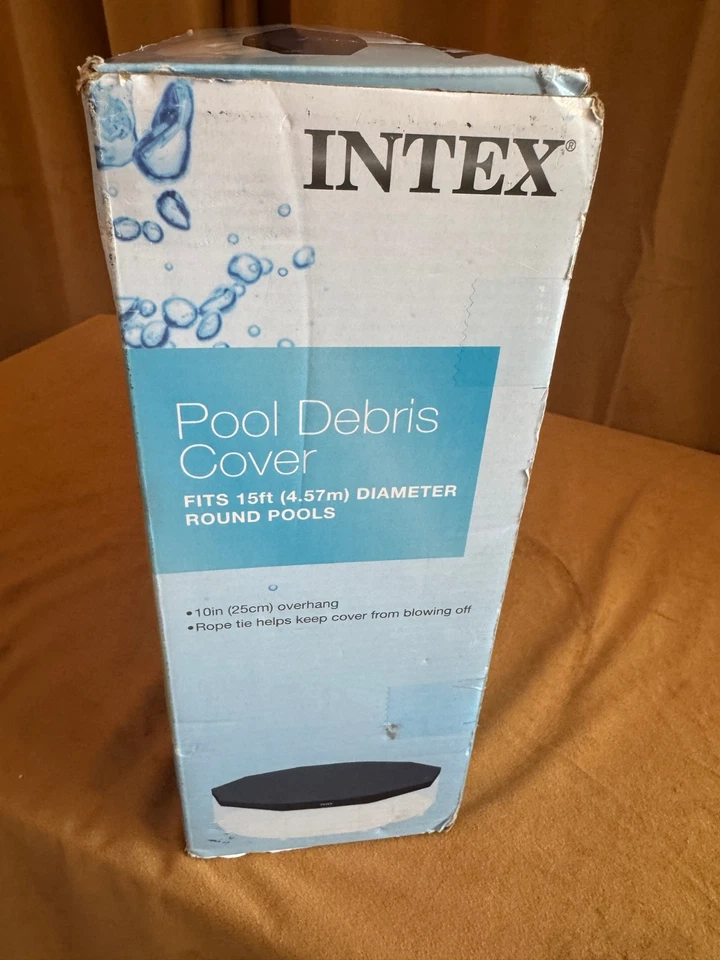 INTEX®
Pool Debris
Cover
FITS 15ft (4.57m) DIAMETER
ROUND POOLS
•10in (25cm) overhang
•Rope tie helps keep cover from blowing off